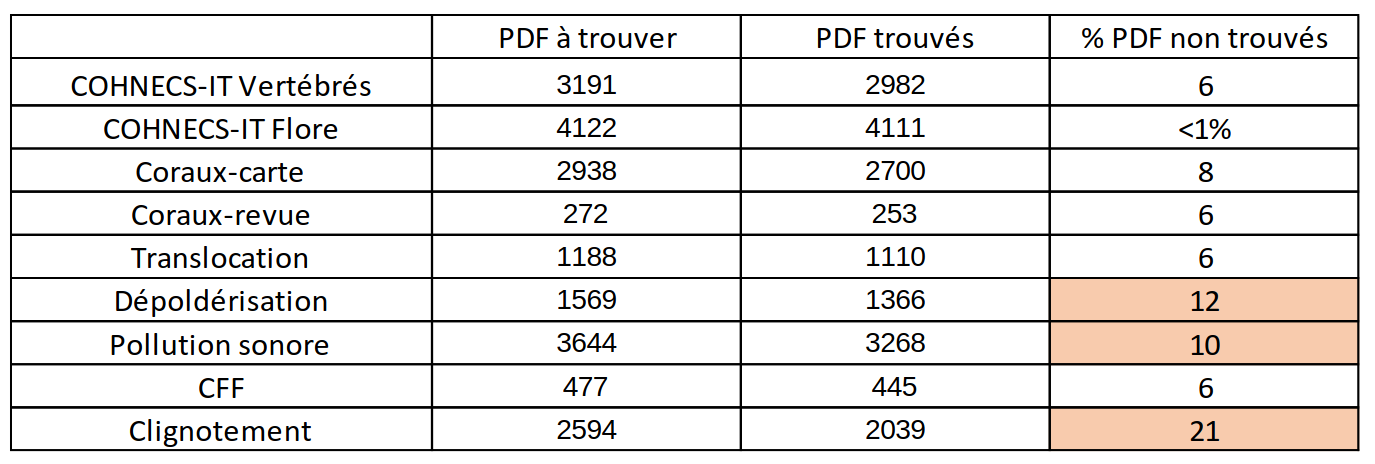 PDF à trouver PDF trouvés % PDF non trouvés
COHNECS-IT Vertébrés 3191 2982 6
COHNECS-IT Flore 4122 4111 <1%
Coraux-carte 2938 2700 8
Coraux-revue 272 253 6
Translocation 1188 1110 6
Dépoldérisation 1569 1366 12
Pollution sonore 3644 3268 10
CFF 477 445 6
Clignotement 2594 2039 21